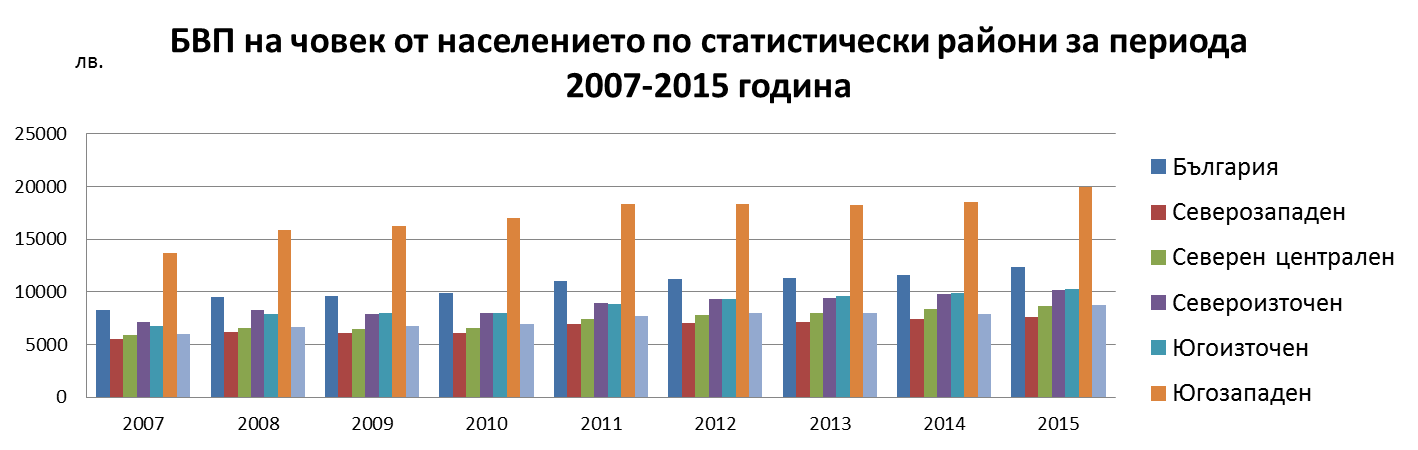 БВП на човек от населението по статистически райони за периода
2007-2015 година
лв.
25000
20000
15000
10000
5000
0
2007 2008 2009 2010 2011 2012 2013 2014 2015
България
Северозападен
Северен централен
Североизточен
Югоизточен
Югозападен